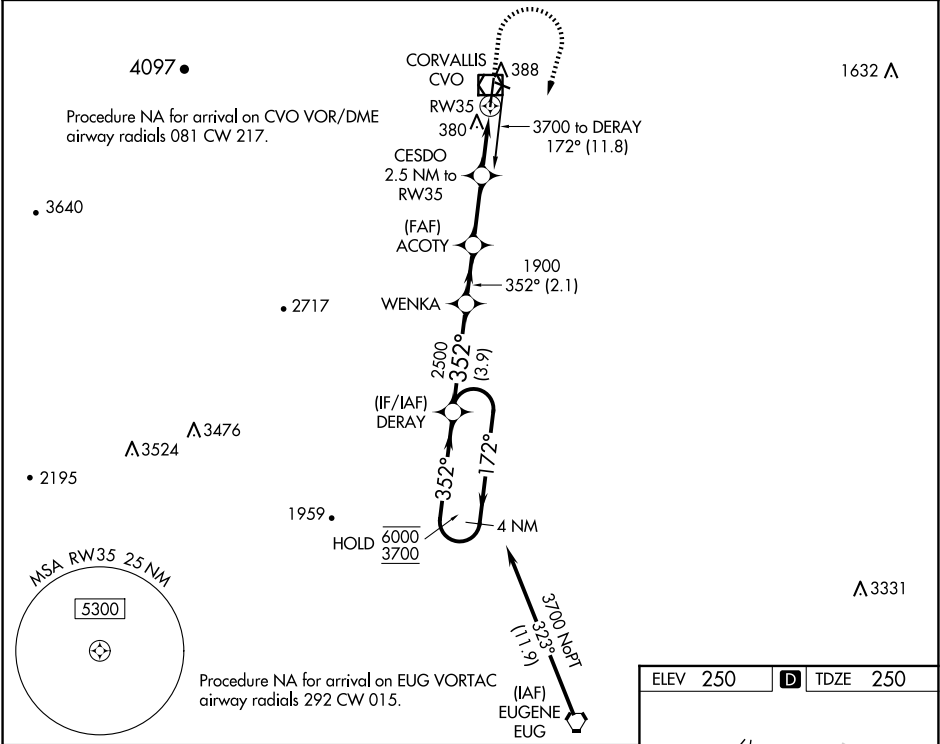 4097
CORVALLIS
CVO
388
1632
RW35
Procedure NA for arrival on CVO VOR/DME
airway radials 081 CW 217.
380
3700 to DERAY
172° (11.8)
CESDO
2.5 NM to
RW35
3640
(FAF)
ACOTY
1900
352° (2.1)
2717
WENKA
2500
352°
(3.9)
(IF/IAF)
DERAY
3476
3524
352°
172°
2195
1959
HOLD 6000
3700
4 NM
MSA RW35 25 NM
5300
3331
3700 NoPT
323°
(11.9)
Procedure NA for arrival on EUG VORTAC
airway radials 292 CW 015.
(IAF)
EUGENE
EUG
ELEV 250 D TDZE 250